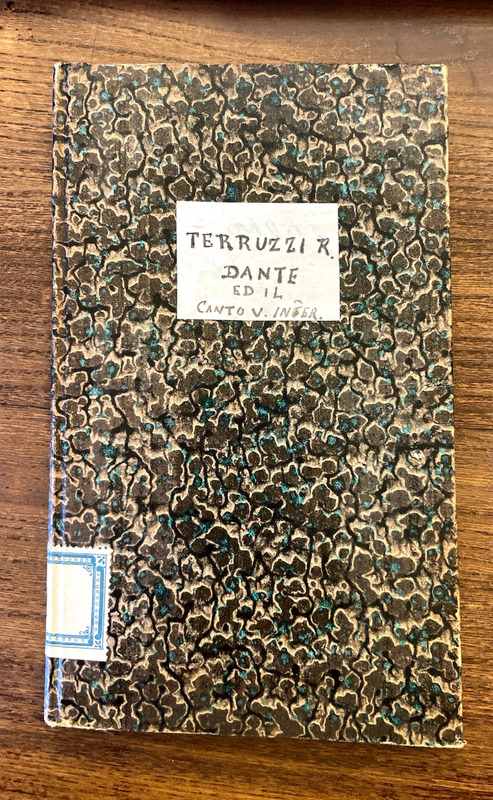 TERRUZZI R.
DANTE
ED IL
CANTO V. INFER.